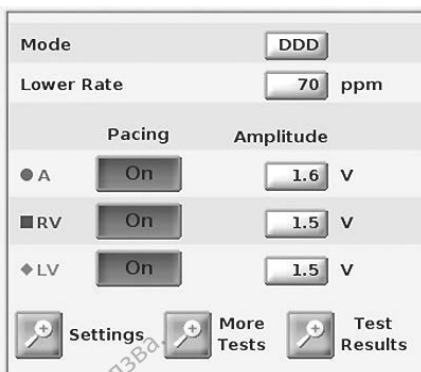 Mode DDD
Lower Rate 70 ppm
Pacing Amplitude
A On 1.6 V
RV On 1.5 V
LV On 1.5 V
Settings More Tests Test Results